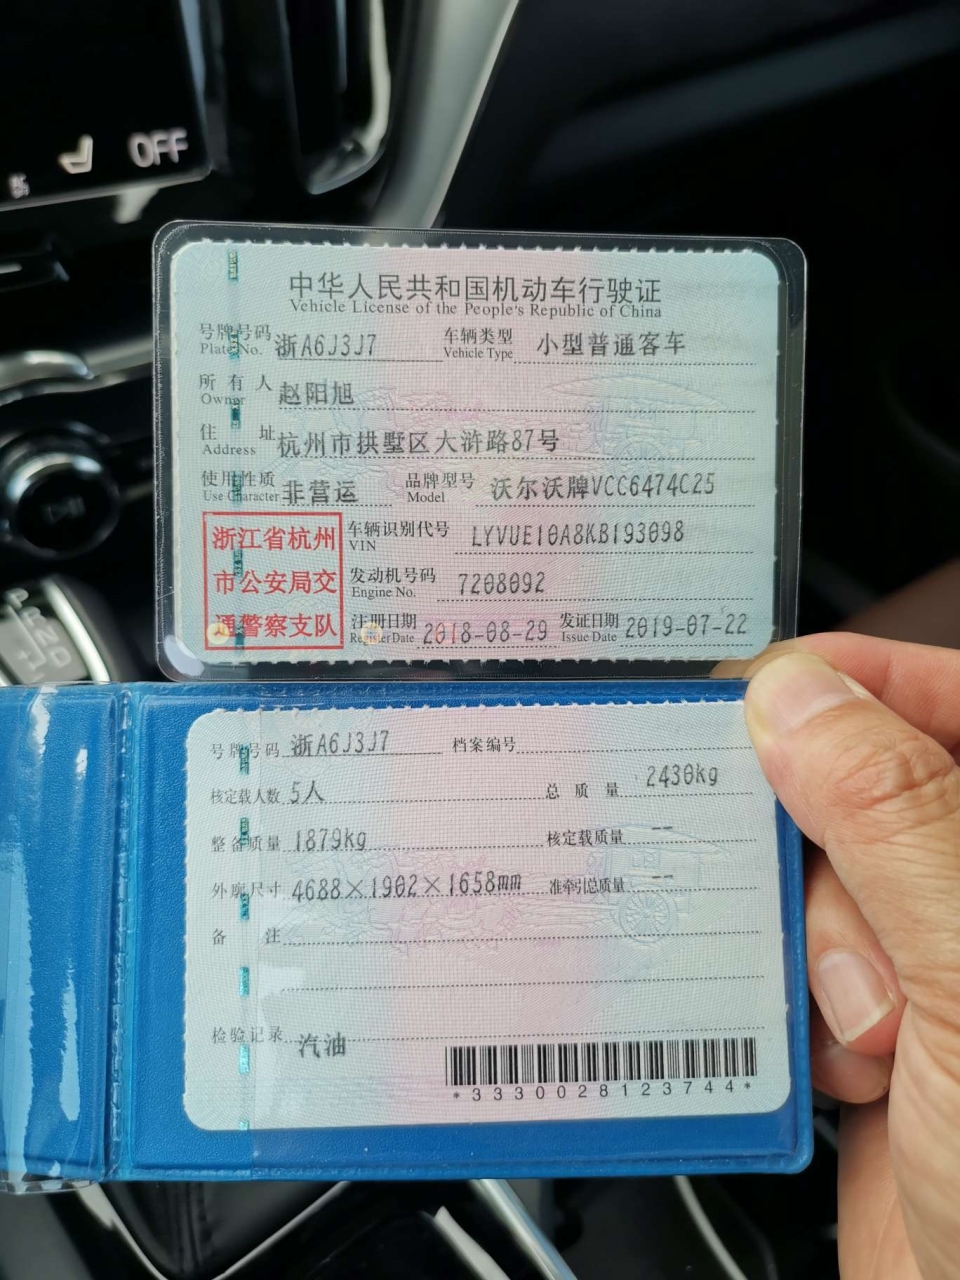 OFF
中华人民共和国机动车行驶证
Vehicle License of the People's Republic of China
号牌号码 浙A6J3J7 车辆类型 小型普通客车
Plate No. Vehicle Type
所有人 赵阳旭
Owner
住址 杭州市拱墅区大浒路87号
Address
使用性质 非营运 品牌型号 沃尔沃牌VCC6474C25
Use Character Model
浙江省杭州
市公安局交
通警察支队
车辆识别代号 LYVUE10A8KB193098
VIN
发动机号码 7208092
Engine No.
注册日期 2018-08-29 发证日期 2019-07-22
Register Date Issue Date
P
R
N
D
号牌号码 浙A6J3J7 档案编号
核定载人数 5人 总质量 2430kg
整备质量 1879kg 核定载质量 --
外廓尺寸 4688×1902×1658mm 准牵引总质量 --
备注
检验记录 汽油
*3330028123744*